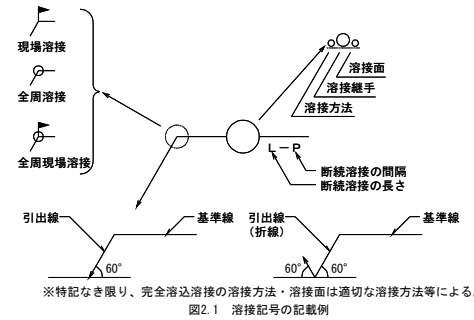 現場溶接
全周溶接
全周現場溶接
溶接面
溶接継手
溶接方法
L－P
断続溶接の間隔
断続溶接の長さ
引出線
基準線
60°
引出線
(折線)
基準線
60°
60°
※特記なき限り、完全溶込溶接の溶接方法・溶接面は適切な溶接方法等による。
図2.1 溶接記号の記載例